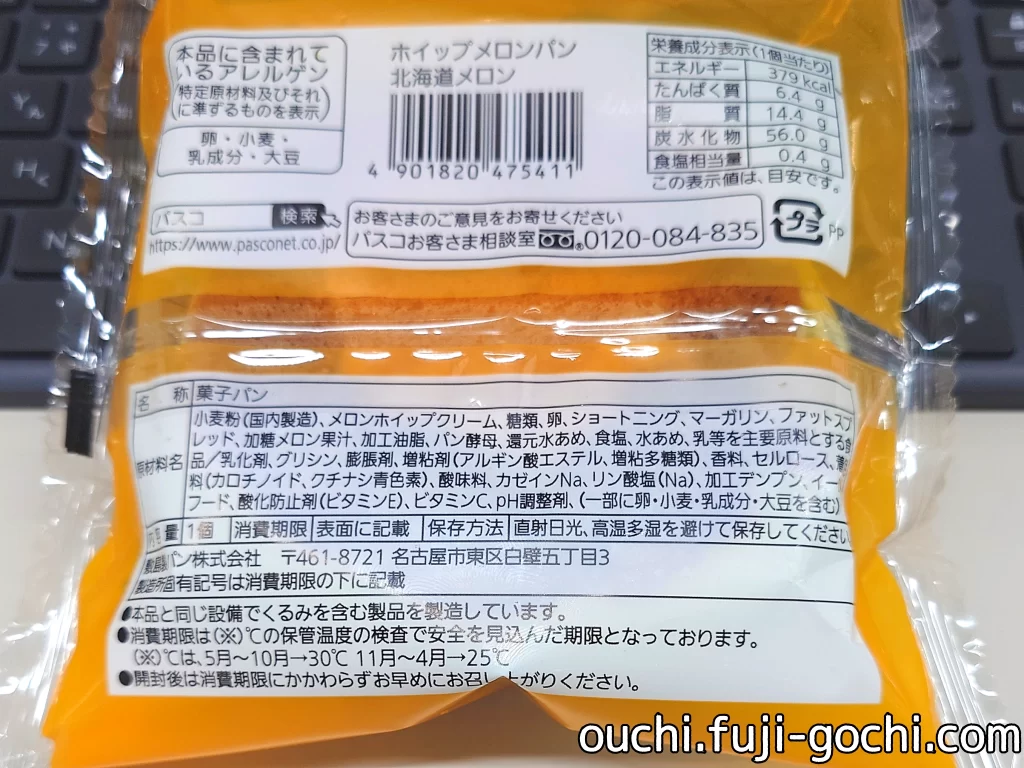 本品に含まれて
いるアレルゲン
(特定原材料及びそれ
に準ずるものを表示)
卵・小麦・
乳成分・大豆
ホイップメロンパン
北海道メロン
4 901820 475411
栄養成分表示(1個当たり)
エネルギー 379 kcal
たんぱく質 6.4 g
脂質 14.4 g
炭水化物 56.0 g
食塩相当量 0.4 g
この表示値は、目安です。
パスコ 検索
https://www.pasconet.co.jp/
お客さまのご意見をお寄せください
パスコお客さま相談室 0120-084-835
プラ PP
名称 菓子パン
原材料名 小麦粉(国内製造)、メロンホイップクリーム、糖類、卵、ショートニング、マーガリン、ファットスプ
レッド、加糖メロン果汁、加工油脂、パン酵母、還元水あめ、食塩、水あめ、乳等を主要原料とする食
品/乳化剤、グリシン、膨脹剤、増粘剤(アルギン酸エステル、増粘多糖類)、香料、セルロース、着
料(カロチノイド、クチナシ青色素)、酸味料、カゼインNa、リン酸塩(Na)、加工デンプン、イー
フード、酸化防止剤(ビタミンE)、ビタミンC、pH調整剤、(一部に卵・小麦・乳成分・大豆を含む)
内容量 1個 消費期限 表面に記載 保存方法 直射日光、高温多湿を避けて保存してください
敷島パン株式会社 〒461-8721 名古屋市東区白壁五丁目3
製造所固有記号は消費期限の下に記載
●本品と同じ設備でくるみを含む製品を製造しています。
●消費期限は(※)℃の保管温度の検査で安全を見込んだ期限となっております。
(※)℃は、5月〜10月→30℃ 11月〜4月→25℃
●開封後は消費期限にかかわらずお早めにお召し上がりください。
ouchi.fuji-gochi.com